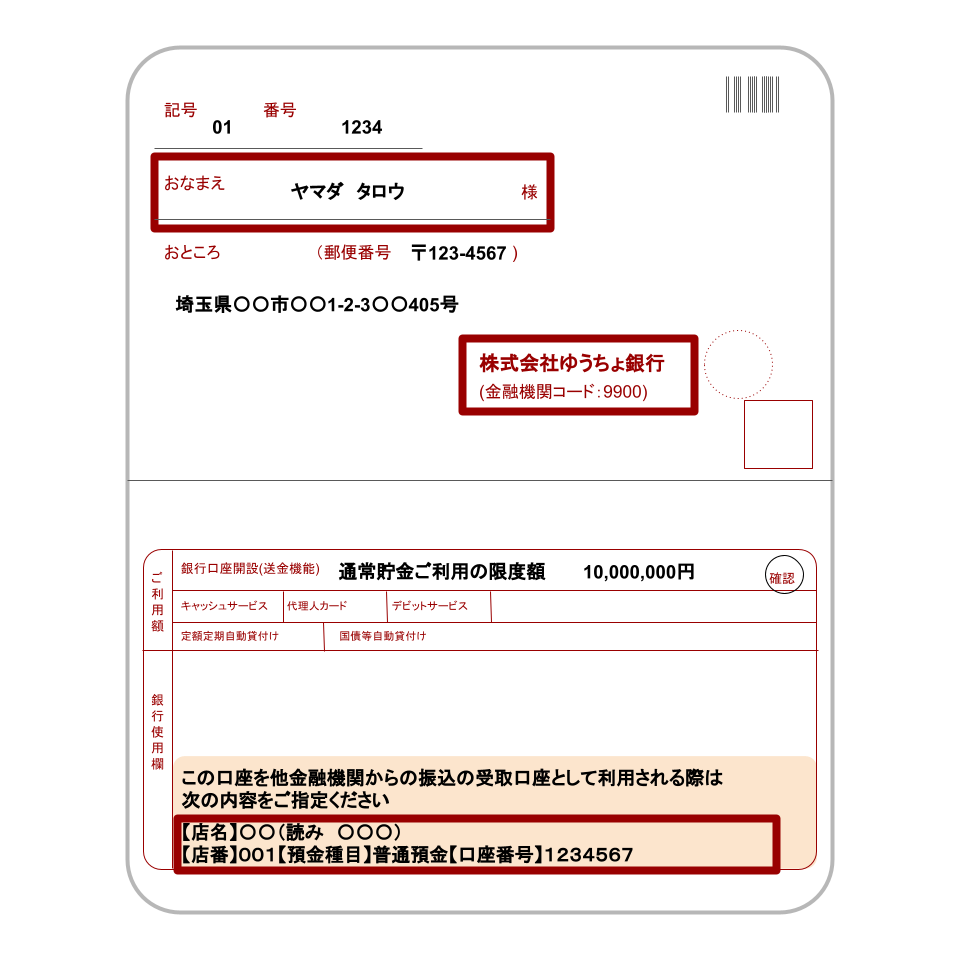 記号 番号
01 1234
おなまえ ヤマダ タロウ 様
おところ （郵便番号 〒123-4567 ）
埼玉県〇〇市〇〇1-2-3〇〇405号
株式会社ゆうちょ銀行
(金融機関コード：9900)
ご利用額
銀行口座開設(送金機能) 通常貯金ご利用の限度額 10,000,000円 確認
キャッシュサービス 代理人カード デビットサービス
定額定期自動貸付け 国債等自動貸付け
銀行使用欄
この口座を他金融機関からの振込の受取口座として利用される際は
次の内容をご指定ください
【店名】〇〇（読み 〇〇〇）
【店番】001【預金種目】普通預金【口座番号】1234567